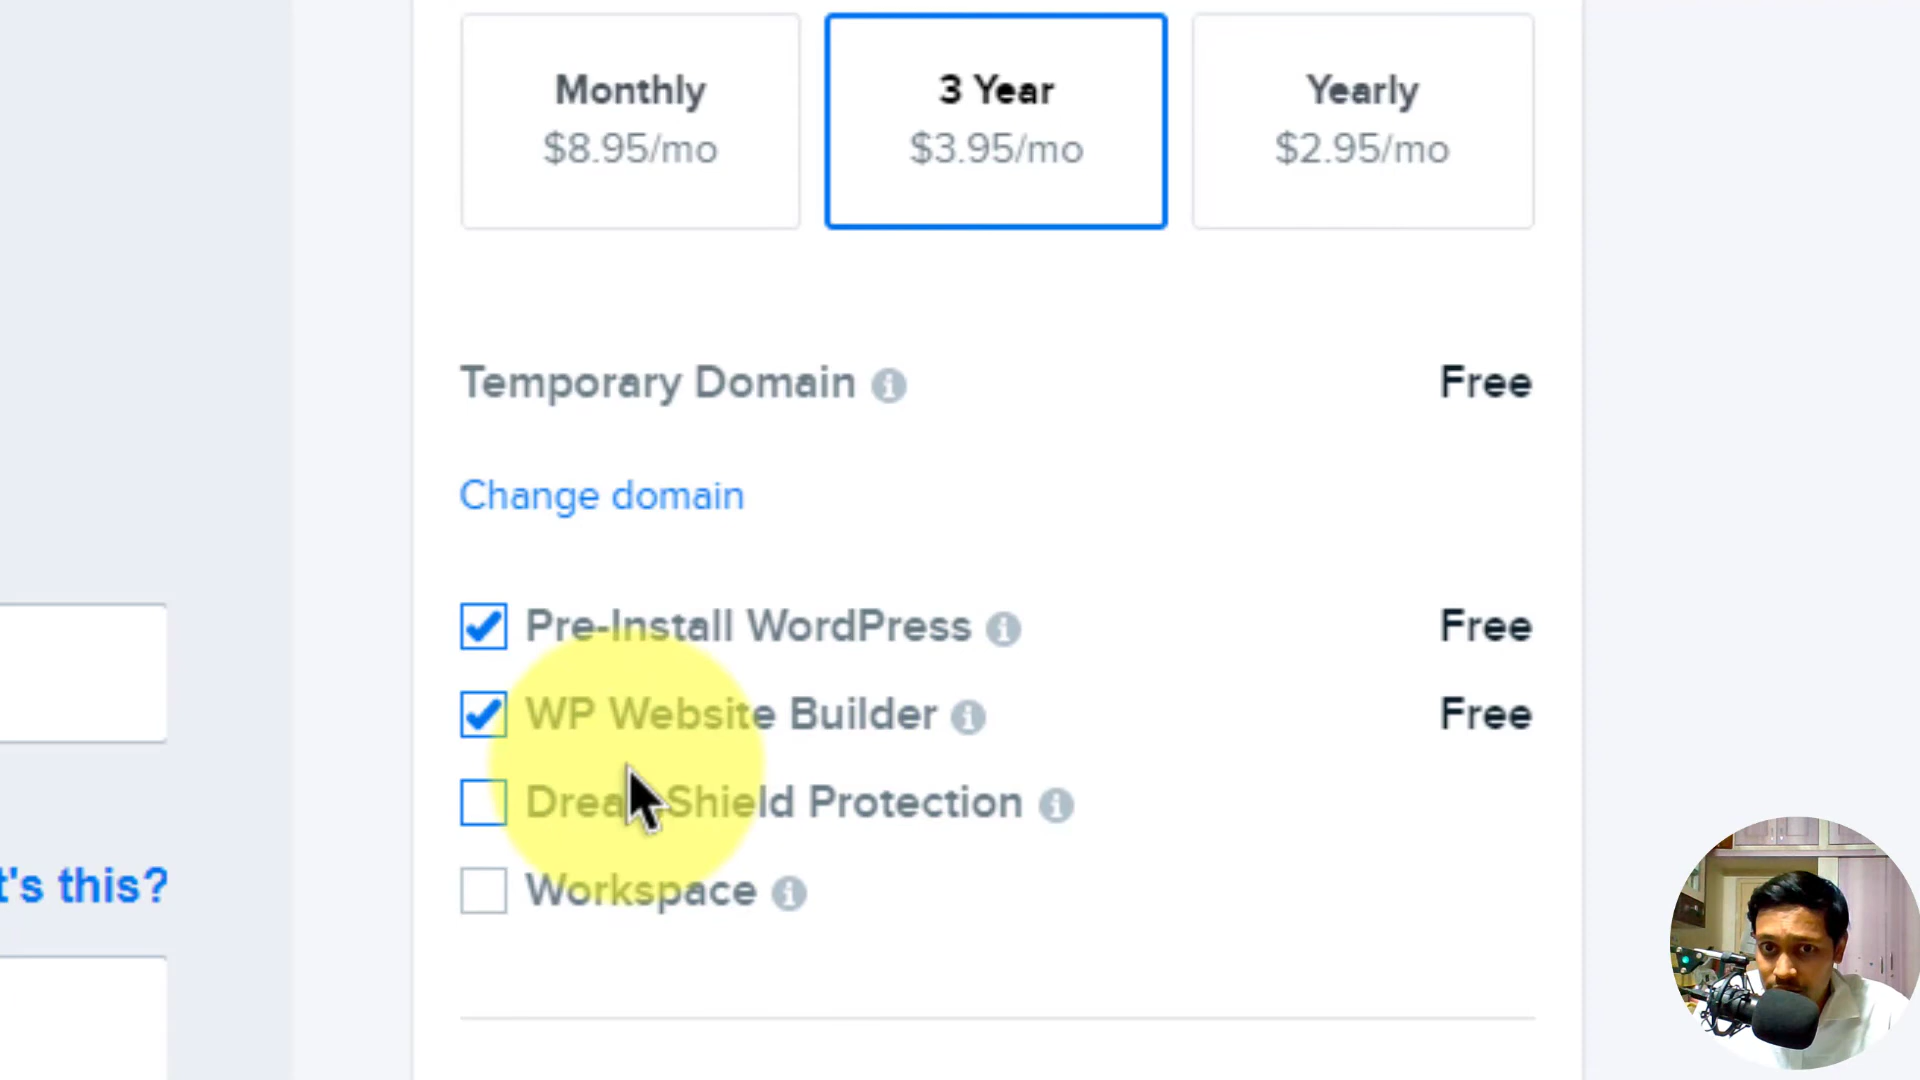 Monthly
$8.95/mo
3 Year
$3.95/mo
Yearly
$2.95/mo
Temporary Domain
Free
Change domain
Pre-Install WordPress
Free
WP Website Builder
Free
Shield Protection
t's this?
Workspace